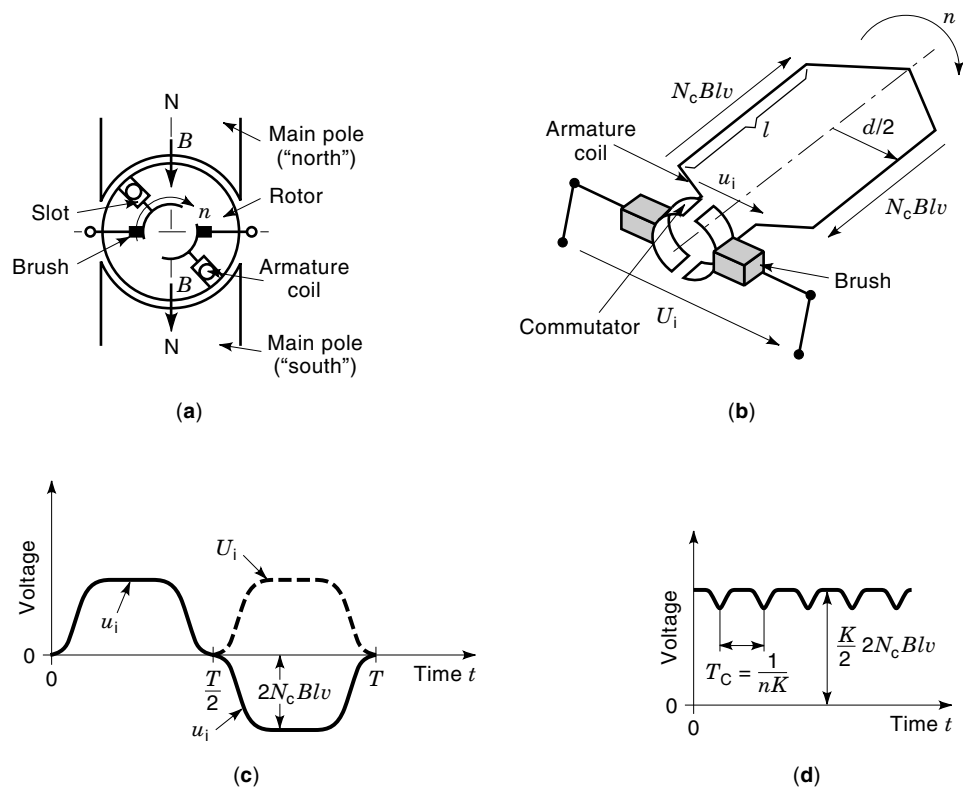 N
B
Main pole
("north")
Slot
n
Rotor
Brush
B
Armature
coil
N
Main pole
("south")
(a)
n
N_cBlv
Armature
coil
l
d/2
u_i
N_cBlv
Brush
Commutator
U_i
(b)
Voltage
U_i
u_i
0
0
T/2
2N_cBlv
T
Time t
u_i
(c)
Voltage
K/2 2N_cBlv
T_C = 1/nK
0
0
Time t
(d)